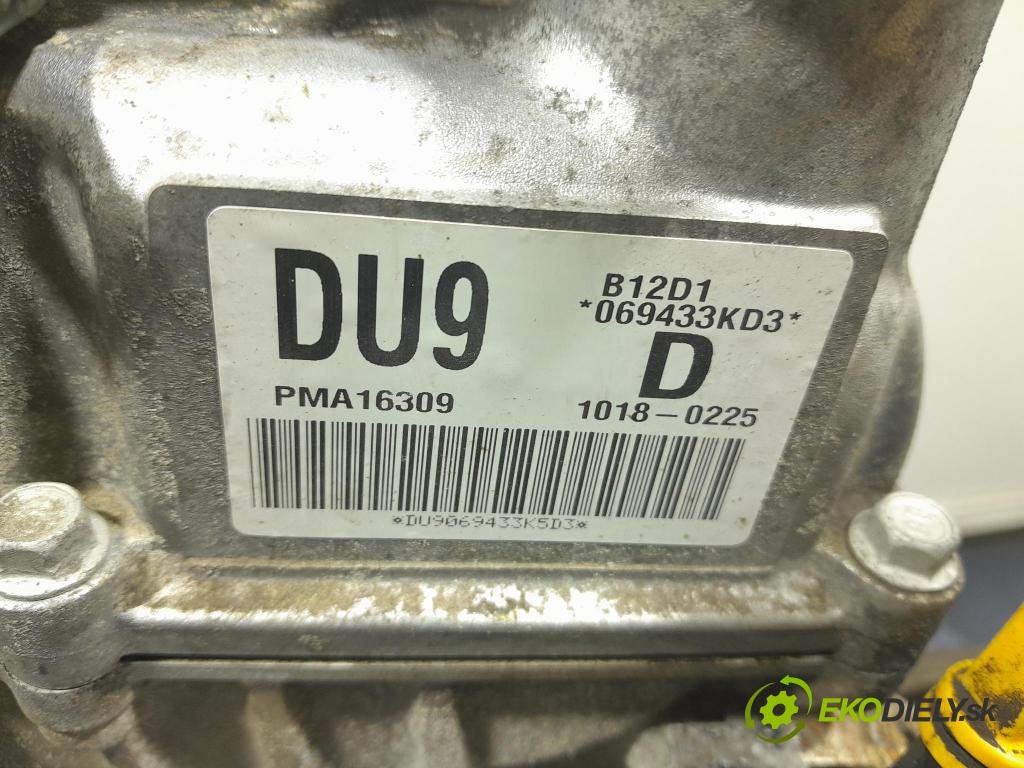 DU9
B12D1
*069433KD3*
D
PMA16309
1018-0225
*DU9069433K5D3*
EKODIELY.sk